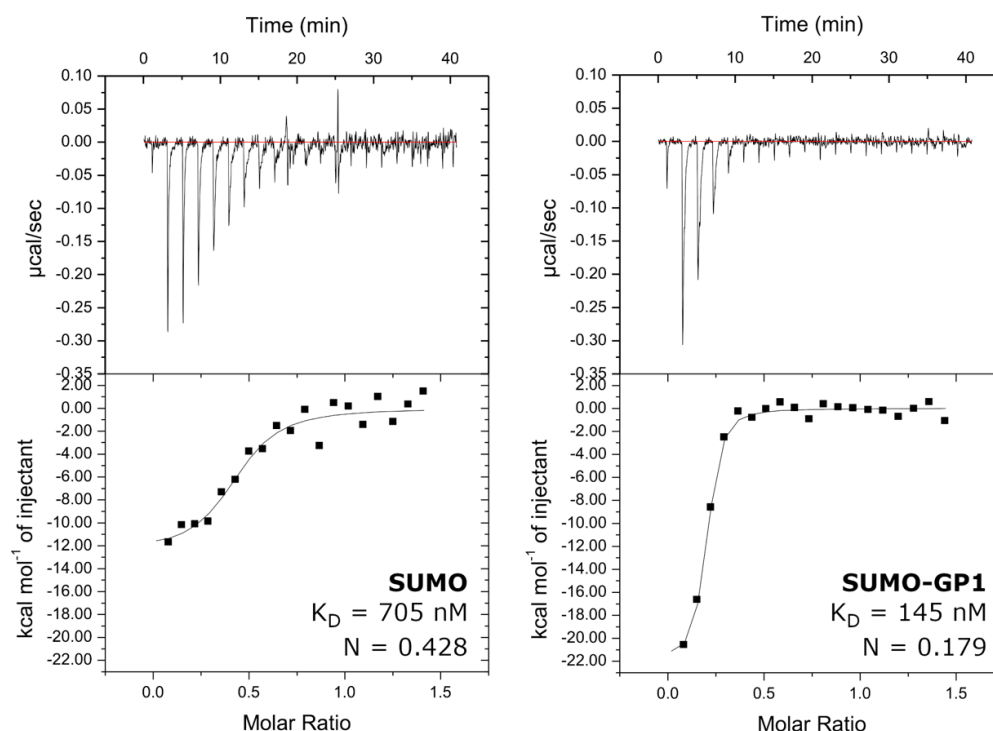 Time (min)
0 10 20 30 40
0.10
0.05
0.00
-0.05
-0.10
-0.15
-0.20
-0.25
-0.30
-0.35
µcal/sec
2.00
0.00
-2.00
-4.00
-6.00
-8.00
-10.00
-12.00
-14.00
-16.00
-18.00
-20.00
-22.00
kcal mol⁻¹ of injectant
SUMO
K_D = 705 nM
N = 0.428
0.0 0.5 1.0 1.5
Molar Ratio
Time (min)
0 10 20 30 40
0.10
0.05
0.00
-0.05
-0.10
-0.15
-0.20
-0.25
-0.30
-0.35
µcal/sec
2.00
0.00
-2.00
-4.00
-6.00
-8.00
-10.00
-12.00
-14.00
-16.00
-18.00
-20.00
-22.00
kcal mol⁻¹ of injectant
SUMO-GP1
K_D = 145 nM
N = 0.179
0.0 0.5 1.0 1.5
Molar Ratio